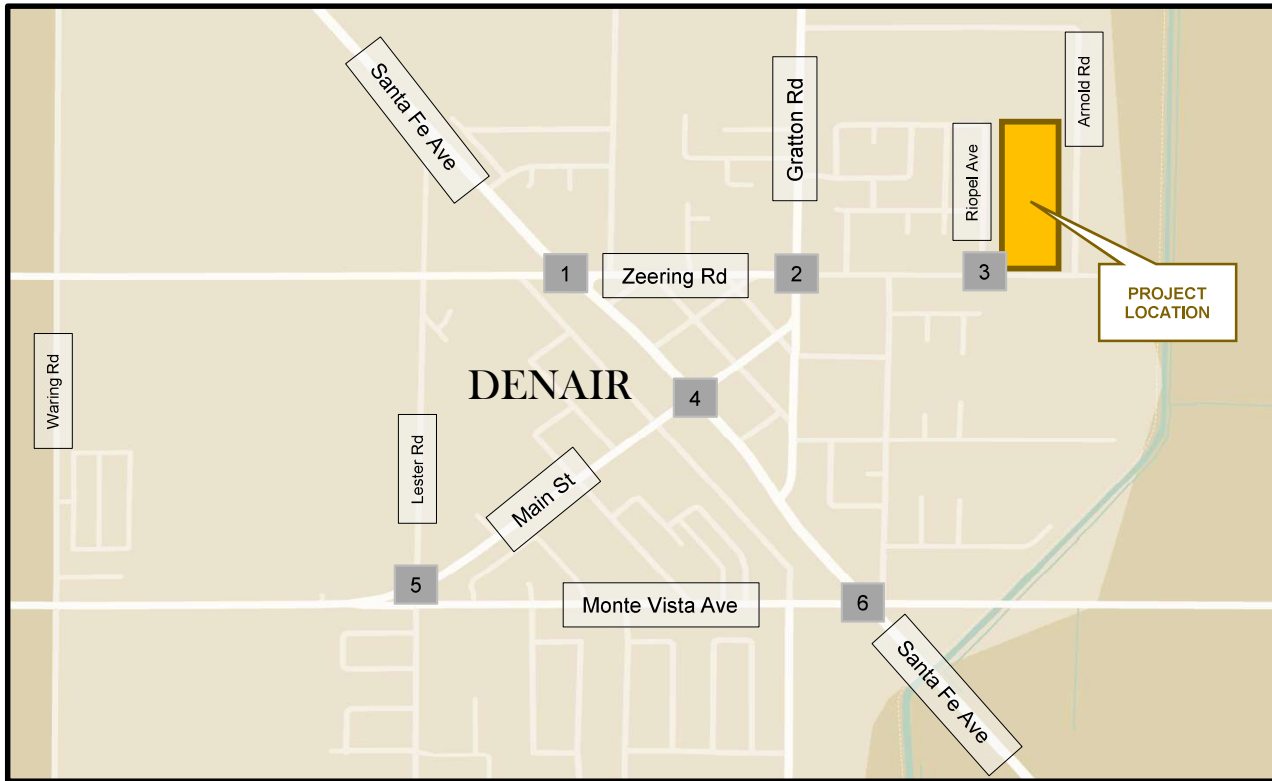 Santa Fe Ave
Gratton Rd
Arnold Rd
Riopel Ave
1
Zeering Rd
2
3
PROJECT
LOCATION
Waring Rd
DENAIR
4
Lester Rd
Main St
5
Monte Vista Ave
6
Santa Fe Ave